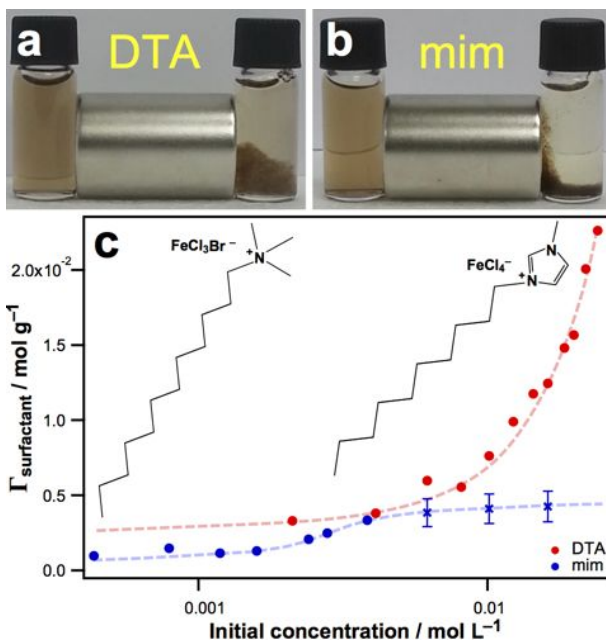 a DTA
b mim
c
FeCl₃Br⁻
N
+
N
FeCl₄⁻
N
+
2.0x10⁻²
1.5
1.0
0.5
0.0
Γsurfactant / mol g⁻¹
0.001
0.01
DTA
mim
Initial concentration / mol L⁻¹